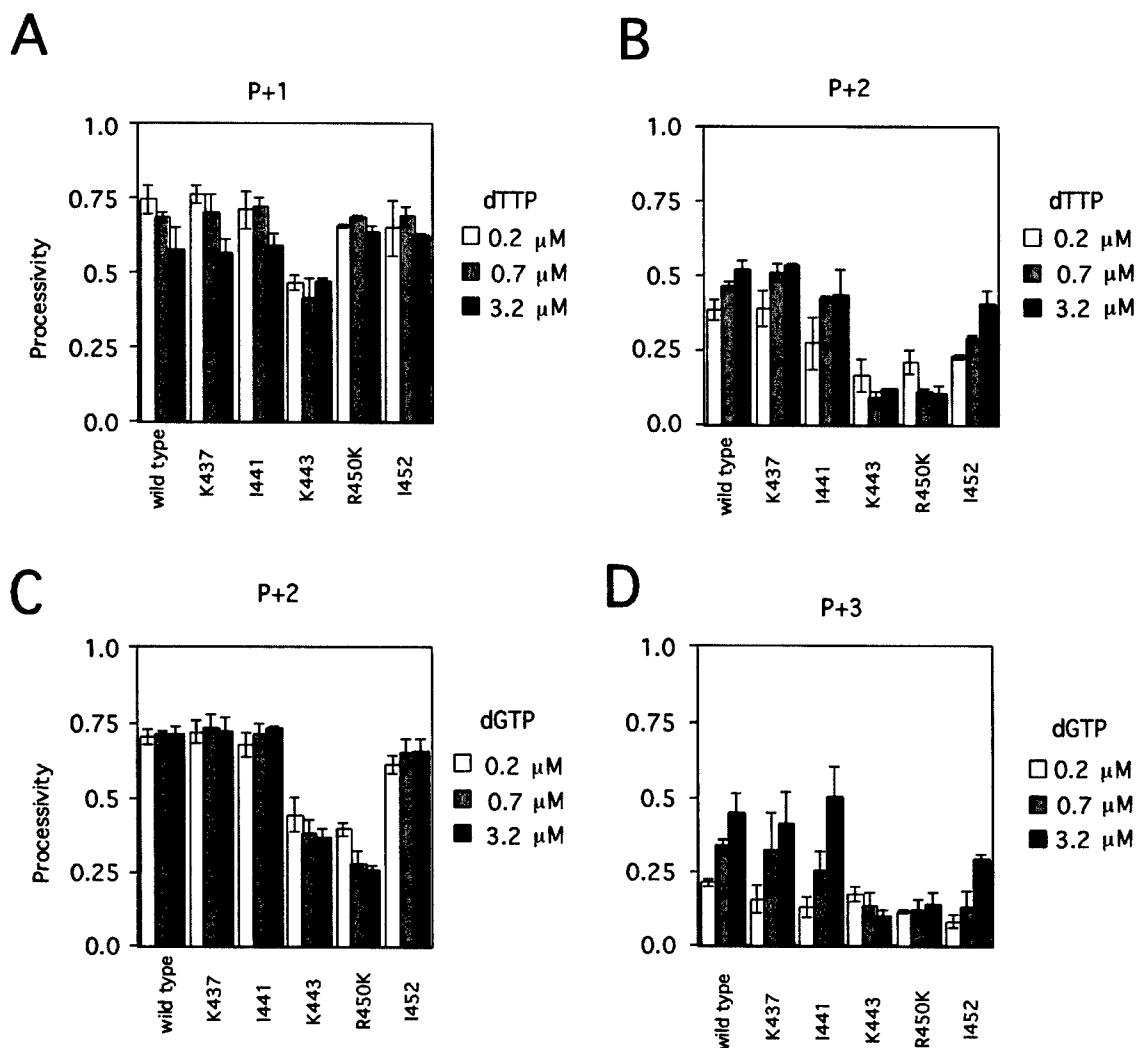 A
P+1
Processivity
1.0
0.75
0.5
0.25
0.0
wild type
K437
I441
K443
R450K
I452
dTTP
0.2 μM
0.7 μM
3.2 μM
B
P+2
1.0
0.75
0.5
0.25
0.0
wild type
K437
I441
K443
R450K
I452
dTTP
0.2 μM
0.7 μM
3.2 μM
C
P+2
Processivity
1.0
0.75
0.5
0.25
0.0
wild type
K437
I441
K443
R450K
I452
dGTP
0.2 μM
0.7 μM
3.2 μM
D
P+3
1.0
0.75
0.5
0.25
0.0
wild type
K437
I441
K443
R450K
I452
dGTP
0.2 μM
0.7 μM
3.2 μM